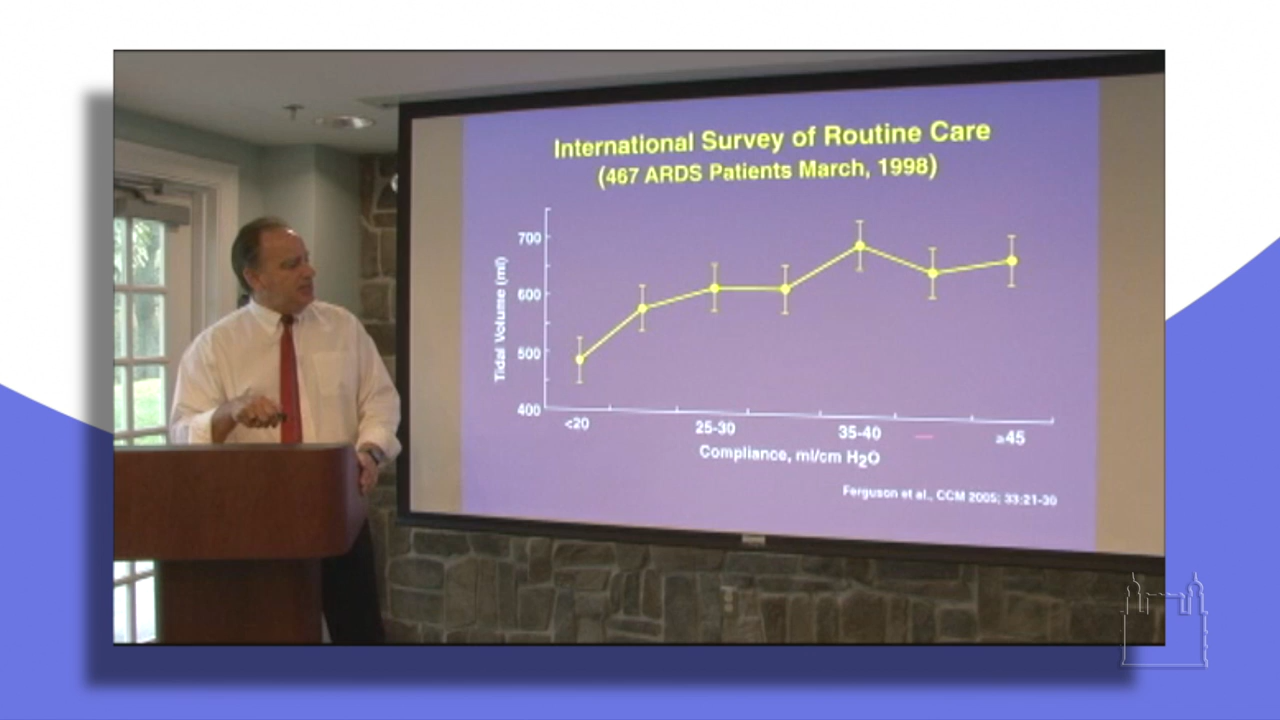 International Survey of Routine Care
(467 ARDS Patients March, 1998)
700
600
500
400
Tidal Volume (ml)
<20
25-30
35-40
≥45
Compliance, ml/cm H₂O
Ferguson et al., CCM 2005; 33:21-30